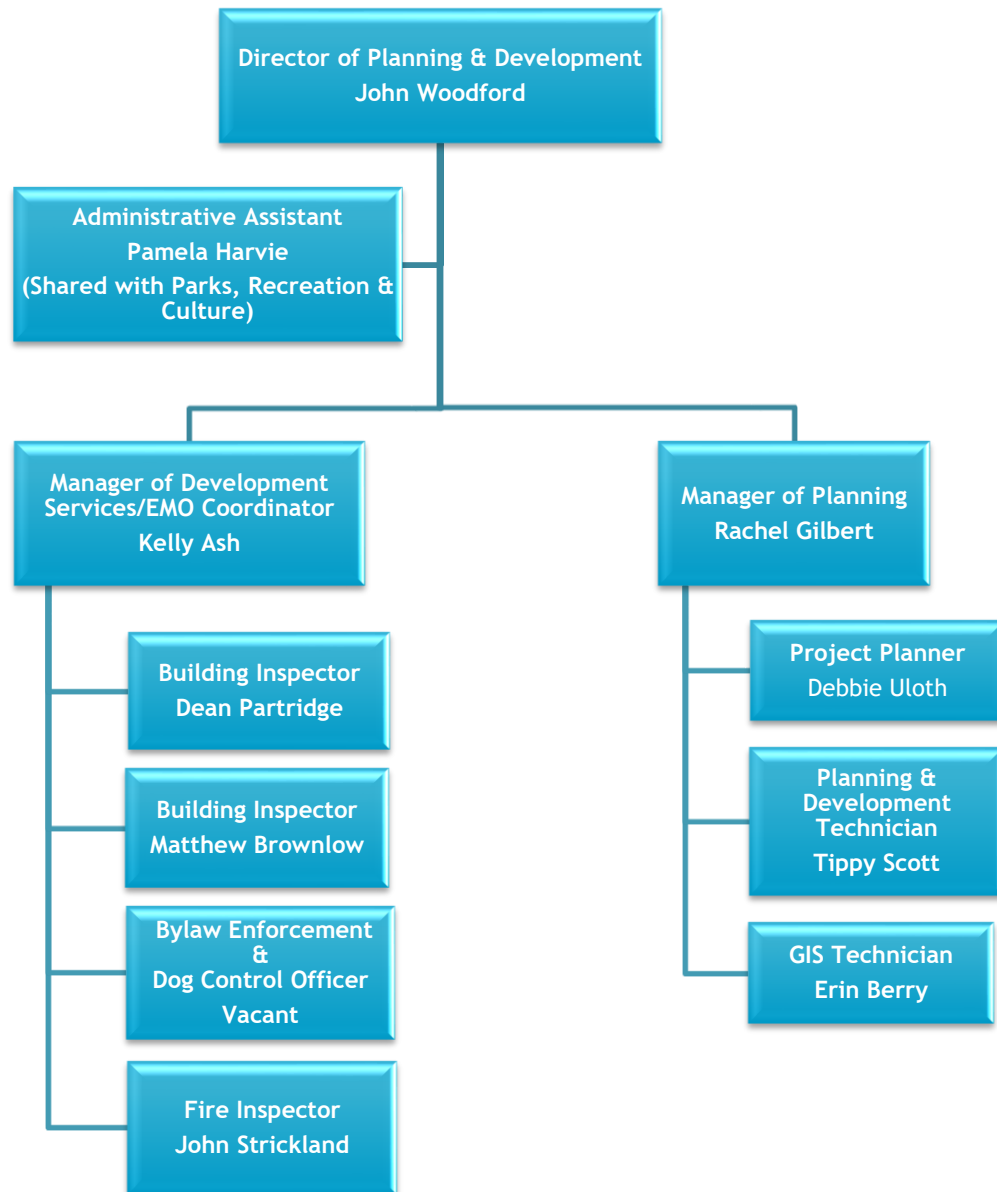 Director of Planning & Development
John Woodford
Administrative Assistant
Pamela Harvie
(Shared with Parks, Recreation &
Culture)
Manager of Development
Services/EMO Coordinator
Kelly Ash
Building Inspector
Dean Partridge
Building Inspector
Matthew Brownlow
Bylaw Enforcement
&
Dog Control Officer
Vacant
Fire Inspector
John Strickland
Manager of Planning
Rachel Gilbert
Project Planner
Debbie Uloth
Planning &
Development
Technician
Tippy Scott
GIS Technician
Erin Berry